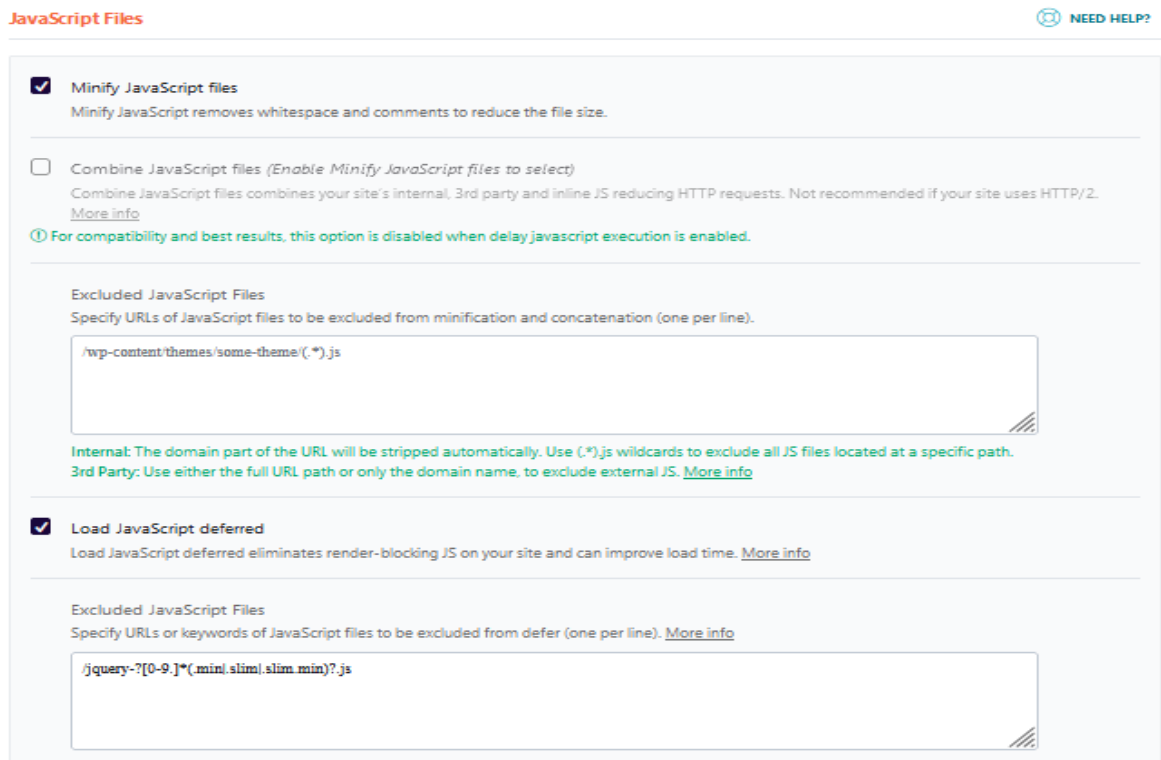 JavaScript Files
NEED HELP?
Minify JavaScript files
Minify JavaScript removes whitespace and comments to reduce the file size.
Combine JavaScript files (Enable Minify JavaScript files to select)
Combine JavaScript files combines your site's internal, 3rd party and inline JS reducing HTTP requests. Not recommended if your site uses HTTP/2.
More info
For compatibility and best results, this option is disabled when delay javascript execution is enabled.
Excluded JavaScript Files
Specify URLs of JavaScript files to be excluded from minification and concatenation (one per line).
/wp-content/themes/some-theme/(.*).js
Internal: The domain part of the URL will be stripped automatically. Use (.*).js wildcards to exclude all JS files located at a specific path.
3rd Party: Use either the full URL path or only the domain name, to exclude external JS. More info
Load JavaScript deferred
Load JavaScript deferred eliminates render-blocking JS on your site and can improve load time. More info
Excluded JavaScript Files
Specify URLs or keywords of JavaScript files to be excluded from defer (one per line). More info
/jquery-?[0-9.]*(.min|.slim|.slim.min)?.js